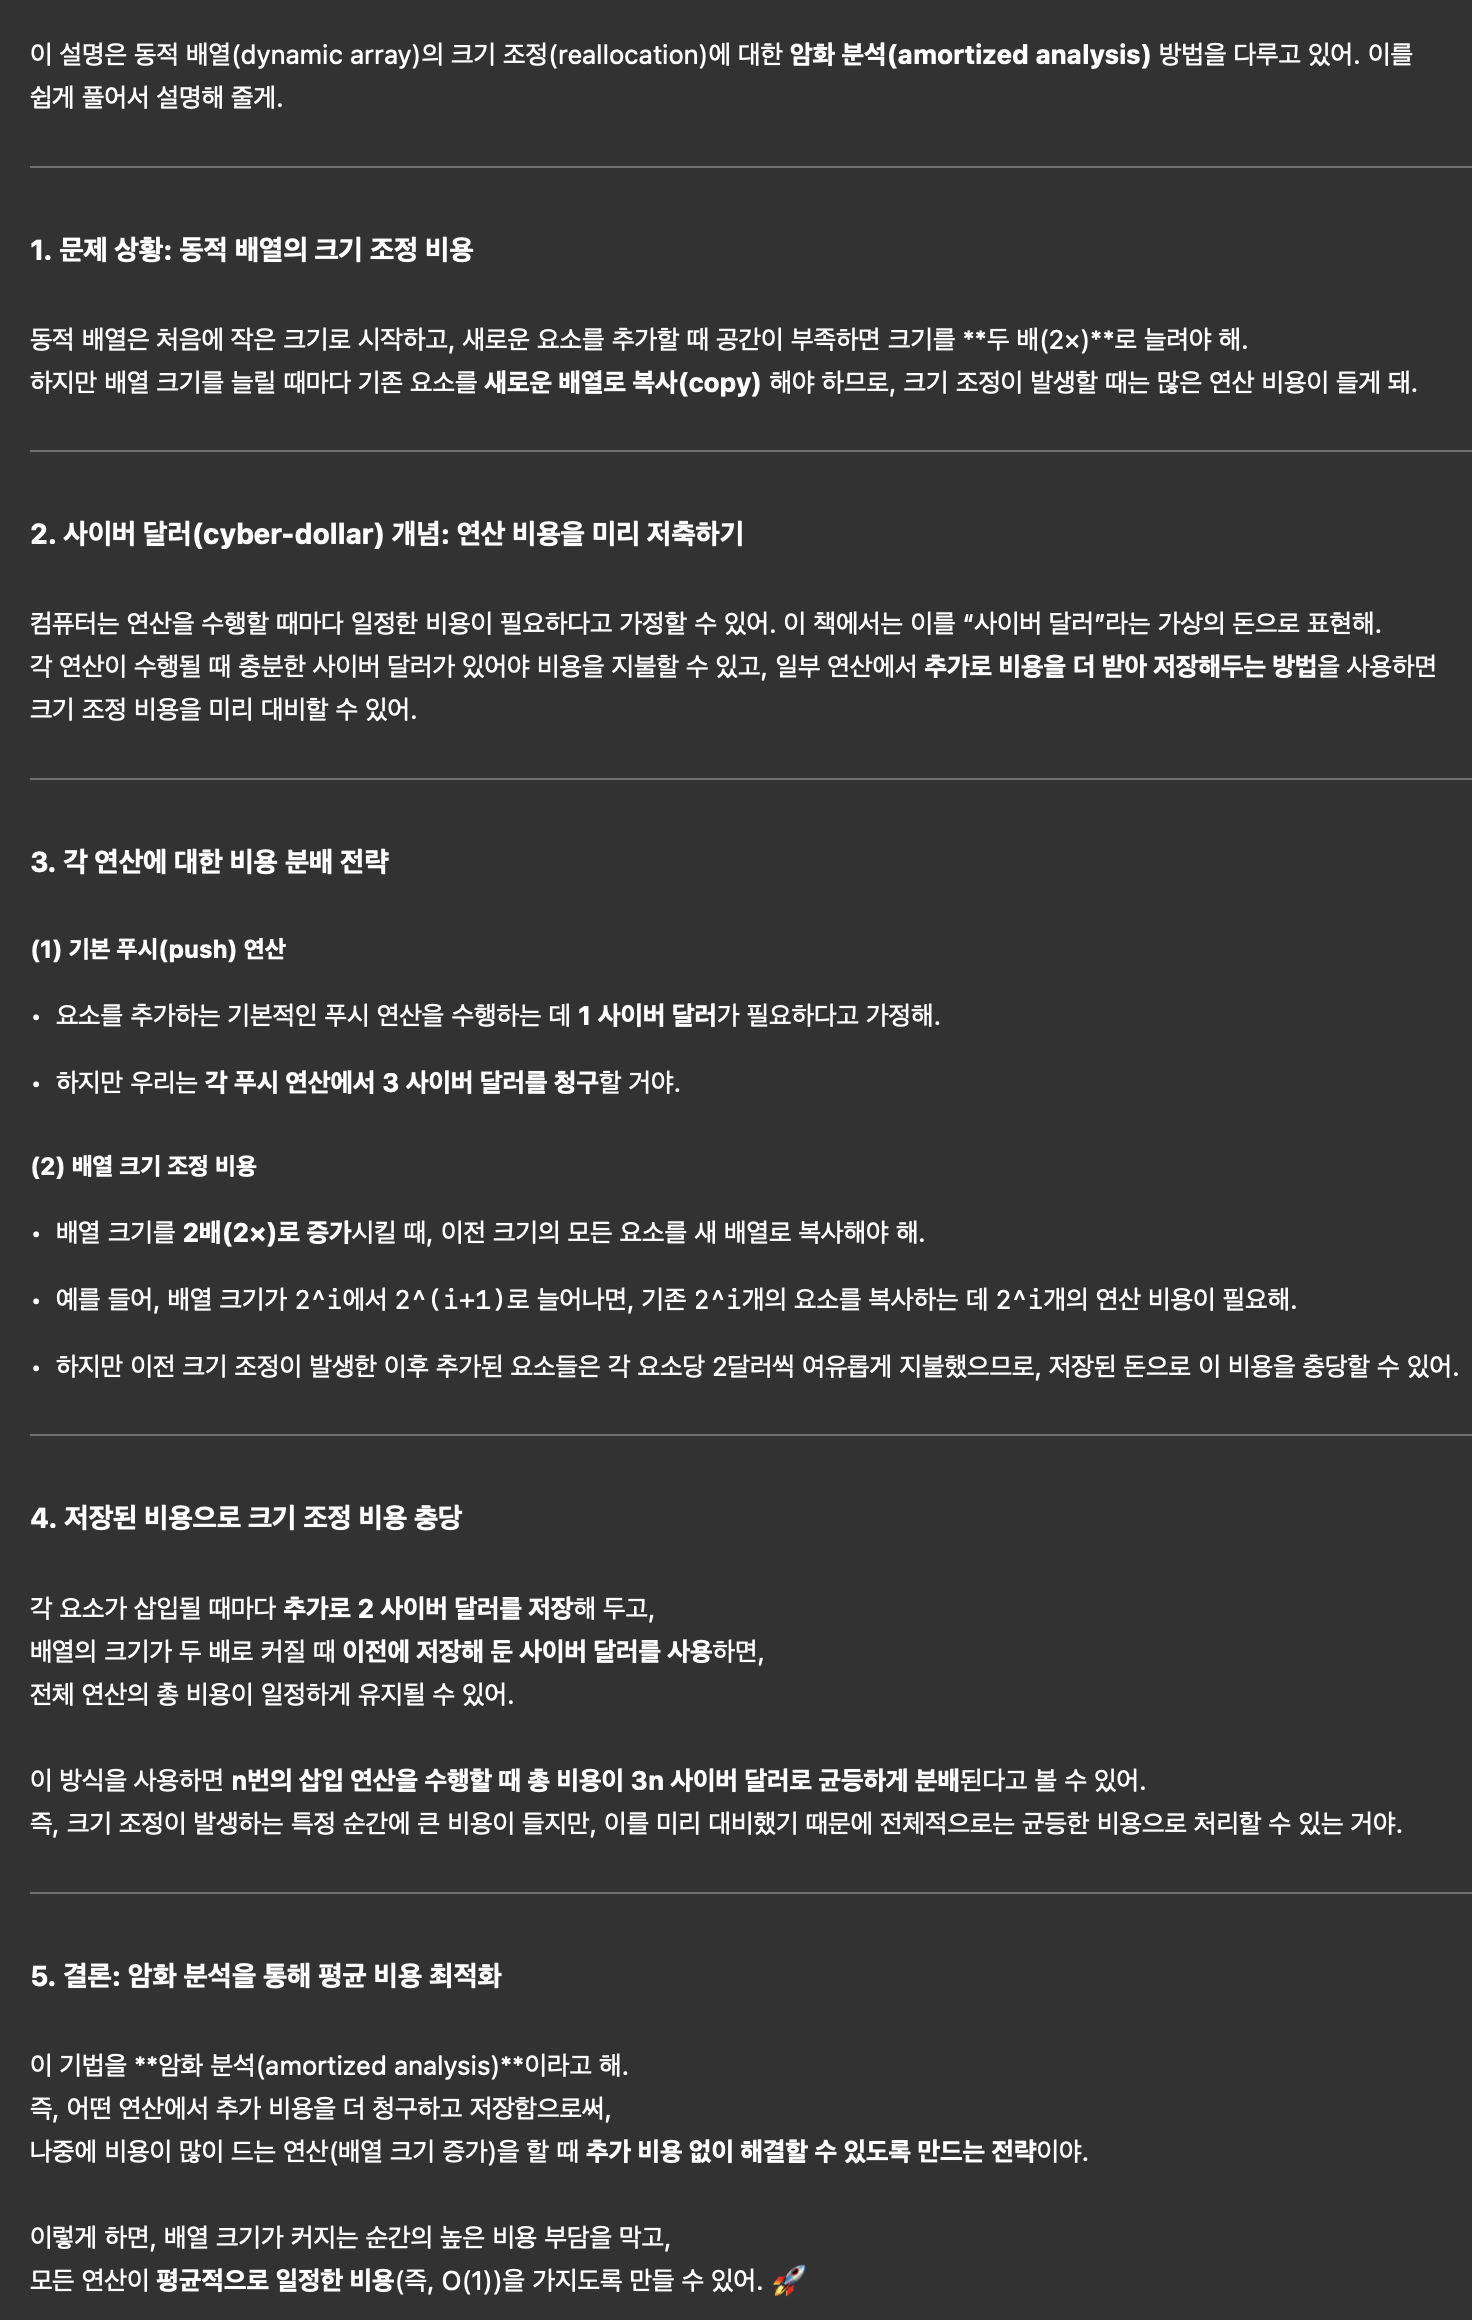 이 설명은 동적 배열(dynamic array)의 크기 조정(reallocation)에 대한 암화 분석(amortized analysis) 방법을 다루고 있어. 이를
쉽게 풀어서 설명해 줄게.
1. 문제 상황: 동적 배열의 크기 조정 비용
동적 배열은 처음에 작은 크기로 시작하고, 새로운 요소를 추가할 때 공간이 부족하면 크기를 **두 배(2×)**로 늘려야 해.
하지만 배열 크기를 늘릴 때마다 기존 요소를 새로운 배열로 복사(copy) 해야 하므로, 크기 조정이 발생할 때는 많은 연산 비용이 들게 돼.
2. 사이버 달러(cyber-dollar) 개념: 연산 비용을 미리 저축하기
컴퓨터는 연산을 수행할 때마다 일정한 비용이 필요하다고 가정할 수 있어. 이 책에서는 이를 “사이버 달러”라는 가상의 돈으로 표현해.
각 연산이 수행될 때 충분한 사이버 달러가 있어야 비용을 지불할 수 있고, 일부 연산에서 추가로 비용을 더 받아 저장해두는 방법을 사용하면
크기 조정 비용을 미리 대비할 수 있어.
3. 각 연산에 대한 비용 분배 전략
(1) 기본 푸시(push) 연산
• 요소를 추가하는 기본적인 푸시 연산을 수행하는 데 1 사이버 달러가 필요하다고 가정해.
• 하지만 우리는 각 푸시 연산에서 3 사이버 달러를 청구할 거야.
(2) 배열 크기 조정 비용
• 배열 크기를 2배(2×)로 증가시킬 때, 이전 크기의 모든 요소를 새 배열로 복사해야 해.
• 예를 들어, 배열 크기가 2^i에서 2^(i+1)로 늘어나면, 기존 2^i개의 요소를 복사하는 데 2^i개의 연산 비용이 필요해.
• 하지만 이전 크기 조정이 발생한 이후 추가된 요소들은 각 요소당 2달러씩 여유롭게 지불했으므로, 저장된 돈으로 이 비용을 충당할 수 있어.
4. 저장된 비용으로 크기 조정 비용 충당
각 요소가 삽입될 때마다 추가로 2 사이버 달러를 저장해 두고,
배열의 크기가 두 배로 커질 때 이전에 저장해 둔 사이버 달러를 사용하면,
전체 연산의 총 비용이 일정하게 유지될 수 있어.
이 방식을 사용하면 n번의 삽입 연산을 수행할 때 총 비용이 3n 사이버 달러로 균등하게 분배된다고 볼 수 있어.
즉, 크기 조정이 발생하는 특정 순간에 큰 비용이 들지만, 이를 미리 대비했기 때문에 전체적으로는 균등한 비용으로 처리할 수 있는 거야.
5. 결론: 암화 분석을 통해 평균 비용 최적화
이 기법을 **암화 분석(amortized analysis)**이라고 해.
즉, 어떤 연산에서 추가 비용을 더 청구하고 저장함으로써,
나중에 비용이 많이 드는 연산(배열 크기 증가)을 할 때 추가 비용 없이 해결할 수 있도록 만드는 전략이야.
이렇게 하면, 배열 크기가 커지는 순간의 높은 비용 부담을 막고,
모든 연산이 평균적으로 일정한 비용(즉, O(1))을 가지도록 만들 수 있어. 🚀